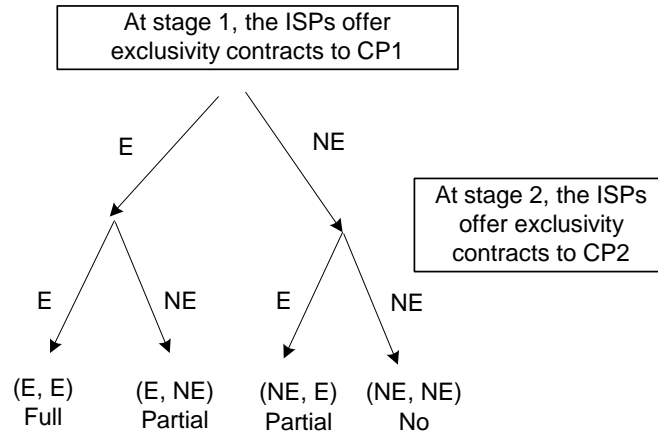 At stage 1, the ISPs offer
exclusivity contracts to CP1
E
NE
At stage 2, the ISPs
offer exclusivity
contracts to CP2
E
NE
E
NE
(E, E)
Full
(E, NE)
Partial
(NE, E)
Partial
(NE, NE)
No